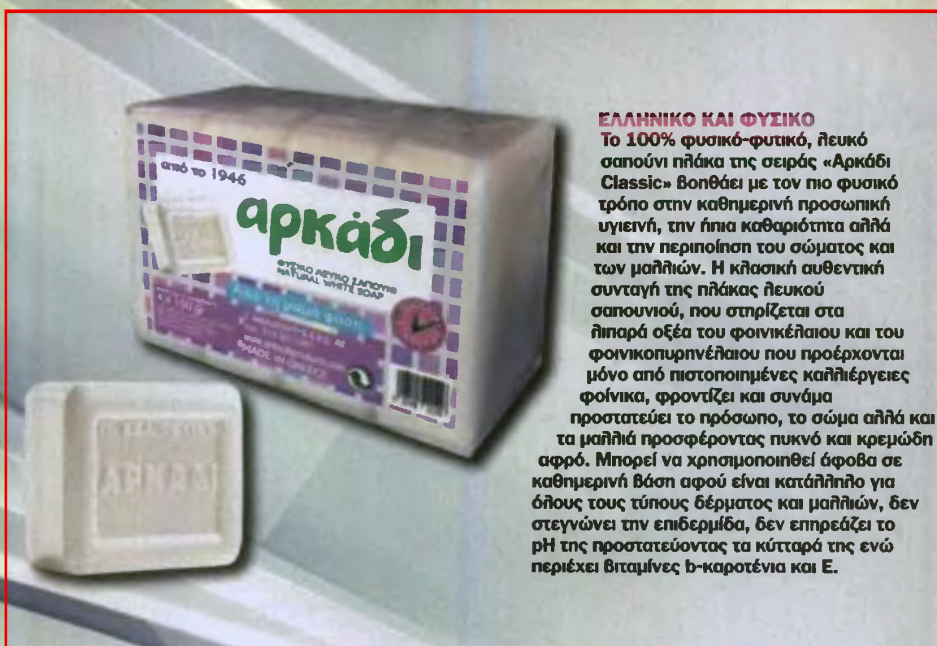 από το 1946
αρκάδι
ΦΥΣΙΚΟ ΛΕΥΚΟ ΣΑΠΟΥΝΙ
NATURAL WHITE SOAP
MADE IN GREECE
ΑΡΚΑΔΙ
ΕΛΛΗΝΙΚΟ ΚΑΙ ΦΥΣΙΚΟ
Το 100% φυσικό-φυτικό, λευκό
σαπούνι πλάκα της σειράς «Αρκάδι
Classic» βοηθάει με τον πιο φυσικό
τρόπο στην καθημερινή προσωπική
υγιεινή, την ήπια καθαριότητα αλλά
και την περιποίηση του σώματος και
των μαλλιών. Η κλασική αυθεντική
συνταγή της πλάκας λευκού
σαπουνιού, που στηρίζεται στα
λιπαρά οξέα του φοινικέλαιου και του
φοινικοπυρηνέλαιου που προέρχονται
μόνο από πιστοποιημένες καλλιέργειες
φοίνικα, φροντίζει και συνάμα
προστατεύει το πρόσωπο, το σώμα αλλά και
τα μαλλιά προσφέροντας πυκνό και κρεμώδη
αφρό. Μπορεί να χρησιμοποιηθεί άφοβα σε
καθημερινή βάση αφού είναι κατάλληλο για
όλους τους τύπους δέρματος και μαλλιών, δεν
στεγνώνει την επιδερμίδα, δεν επηρεάζει το
pH της προστατεύοντας τα κύτταρά της ενώ
περιέχει βιταμίνες b-καροτένια και Ε.